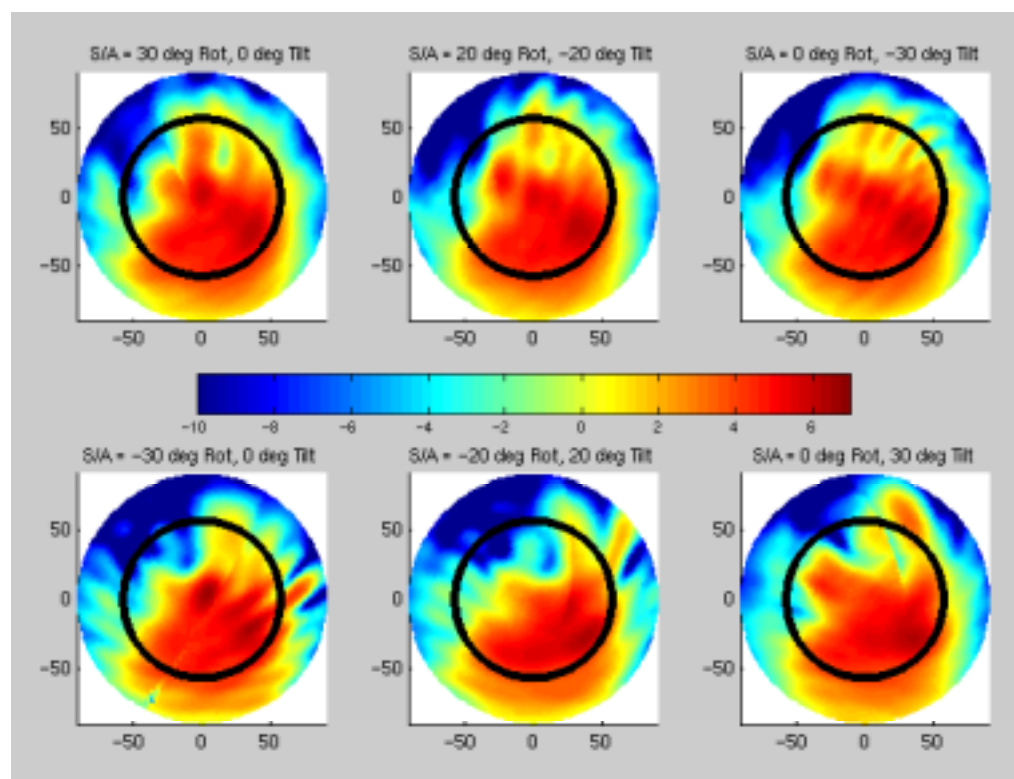 S/A = 30 deg Rot, 0 deg Tilt
S/A = 20 deg Rot, −20 deg Tilt
S/A = 0 deg Rot, −30 deg Tilt
50
0
−50
−50 0 50
50
0
−50
−50 0 50
50
0
−50
−50 0 50
−10 −8 −6 −4 −2 0 2 4 6
S/A = −30 deg Rot, 0 deg Tilt
S/A = −20 deg Rot, 20 deg Tilt
S/A = 0 deg Rot, 30 deg Tilt
50
0
−50
−50 0 50
50
0
−50
−50 0 50
50
0
−50
−50 0 50